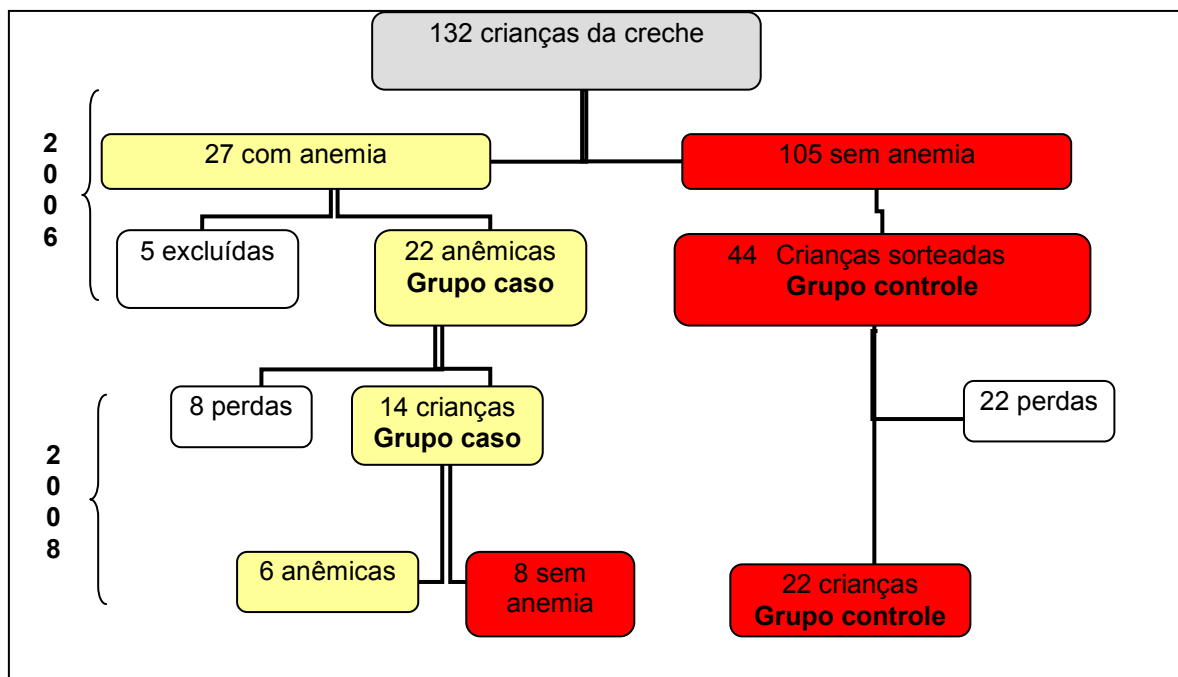 132 crianças da creche
2
0
0
6
27 com anemia
105 sem anemia
5 excluídas
22 anêmicas
Grupo caso
44 Crianças sorteadas
Grupo controle
2
0
0
8
8 perdas
14 crianças
Grupo caso
22 perdas
6 anêmicas
8 sem
anemia
22 crianças
Grupo controle